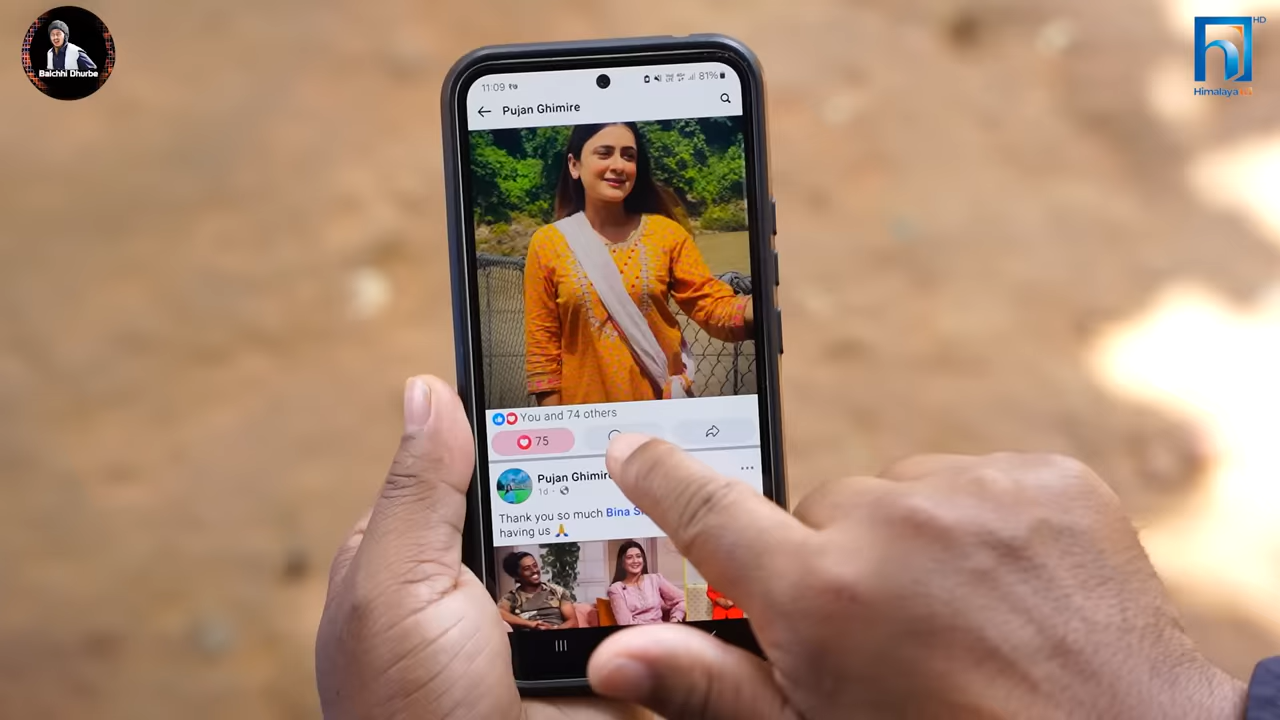 Baichhi Dhurbe
HD
Himalaya
11:09
81%
Pujan Ghimire
You and 74 others
75
Pujan Ghimire
1d
Thank you so much Bina
having us 🙏